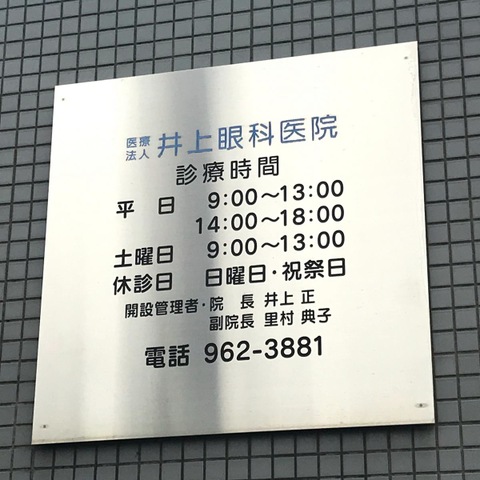 医療法人 井上眼科医院
診療時間
平 日 9:00〜13:00
14:00〜18:00
土曜日 9:00〜13:00
休診日 日曜日・祝祭日
開設管理者・院 長 井上 正
副院長 里村 典子
電話 962-3881